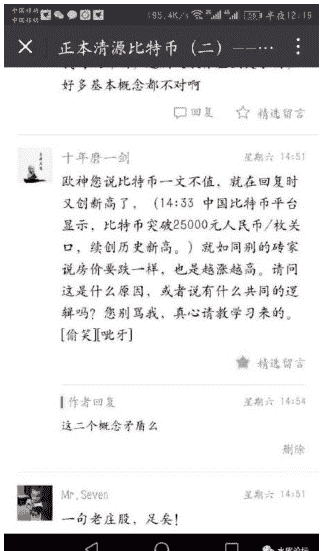 195.4K/s 午夜12:19
正本清源比特币（二）——···
好多基本概念都不对啊
回复 精选留言
十年磨一剑 星期六 14:51
欧神您说比特币一文不值，就在回复时
又创新高了，（14:33 中国比特币平台
显示，比特币突破25000元人民币/枚关
口，续创历史新高。）就如同别的砖家
说房价要跌一样，也是越涨越高。请问
这是什么原因，或者说有什么共同的逻
辑吗？您别骂我，真心请教学习来的。
[偷笑][呲牙]
精选留言
作者回复 星期六 14:54
这二个概念矛盾么
删除
Mr.Seven 星期六 14:51
一句老庄股，足矣！